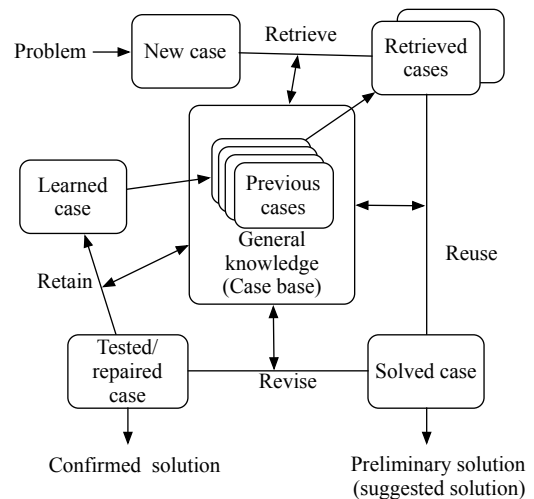 Problem
New case
Retrieve
Retrieved
cases
Learned
case
Previous
cases
General
knowledge
(Case base)
Reuse
Retain
Tested/
repaired
case
Revise
Solved case
Confirmed solution
Preliminary solution
(suggested solution)